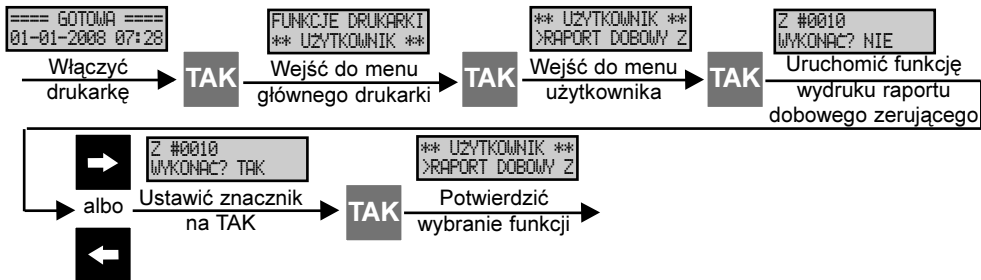 ==== GOTOWA ====
01-01-2008 07:28
Włączyć
drukarkę
TAK
FUNKCJE DRUKARKI
** UŻYTKOWNIK **
Wejść do menu
głównego drukarki
TAK
** UŻYTKOWNIK **
>RAPORT DOBOWY Z
Wejść do menu
użytkownika
TAK
Z #0010
WYKONAĆ? NIE
Uruchomić funkcję
wydruku raportu
dobowego zerującego
albo
Z #0010
WYKONAĆ? TAK
Ustawić znacznik
na TAK
TAK
** UŻYTKOWNIK **
>RAPORT DOBOWY Z
Potwierdzić
wybranie funkcji